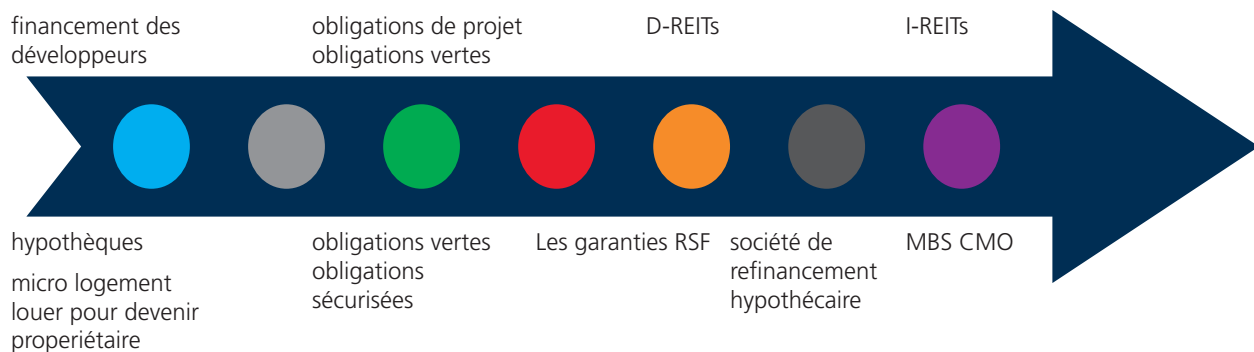 financement des
développeurs
obligations de projet
obligations vertes
D-REITs
I-REITs
hypothèques
micro logement
louer pour devenir
properiétaire
obligations vertes
obligations
sécurisées
Les garanties RSF
société de
refinancement
hypothécaire
MBS CMO